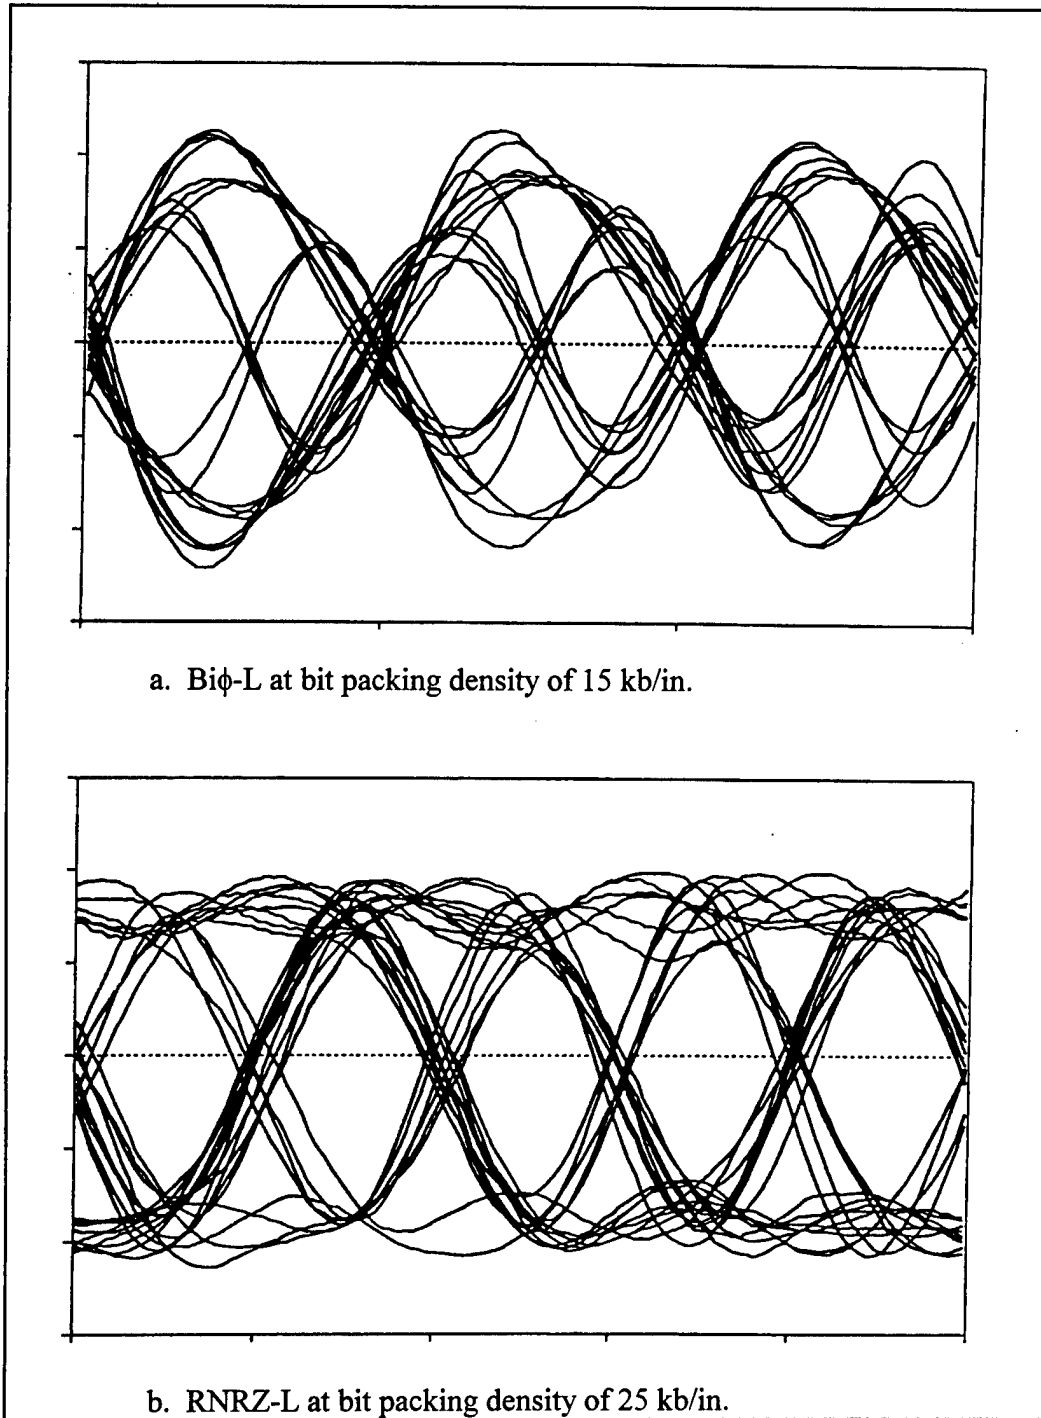 a. Biϕ-L at bit packing density of 15 kb/in.
b. RNRZ-L at bit packing density of 25 kb/in.